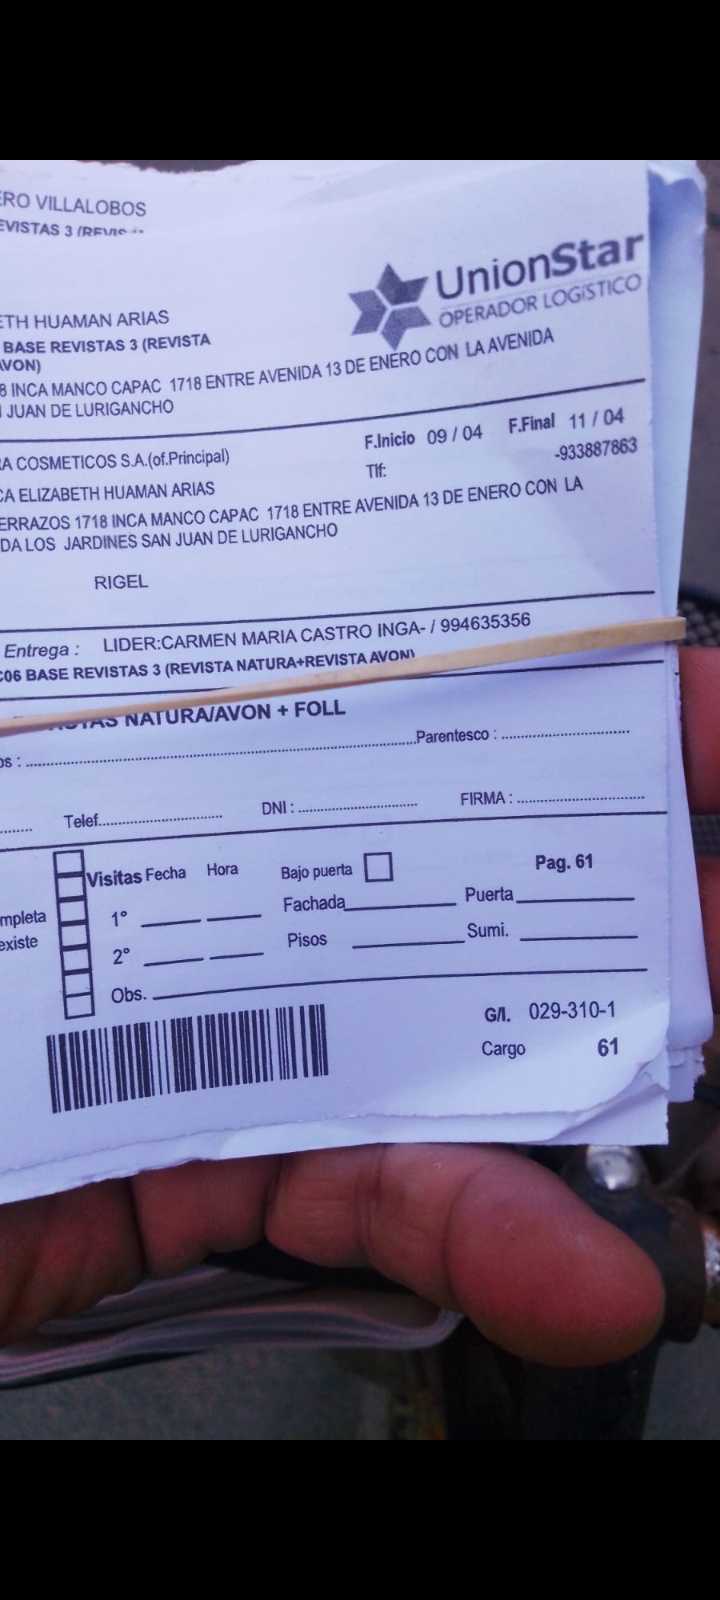 ERO VILLALOBOS
EVISTAS 3
UnionStar
OPERADOR LOGíSTICO
ETH HUAMAN ARIAS
BASE REVISTAS 3 (REVISTA
AVON)
8 INCA MANCO CAPAC 1718 ENTRE AVENIDA 13 DE ENERO CON LA AVENIDA
JUAN DE LURIGANCHO
F.Inicio 09 / 04 F.Final 11 / 04
RA COSMETICOS S.A.(of.Principal)
Tlf: -933887863
CA ELIZABETH HUAMAN ARIAS
ERRAZOS 1718 INCA MANCO CAPAC 1718 ENTRE AVENIDA 13 DE ENERO CON LA
DA LOS JARDINES SAN JUAN DE LURIGANCHO
RIGEL
Entrega : LIDER:CARMEN MARIA CASTRO INGA- / 994635356
C06 BASE REVISTAS 3 (REVISTA NATURA+REVISTA AVON)
NATURA/AVON + FOLL
os : Parentesco :
Telef. DNI : FIRMA :
Visitas Fecha Hora Bajo puerta Pag. 61
mpleta 1° Fachada Puerta
existe 2° Pisos Sumi.
Obs.
G/I. 029-310-1
Cargo 61